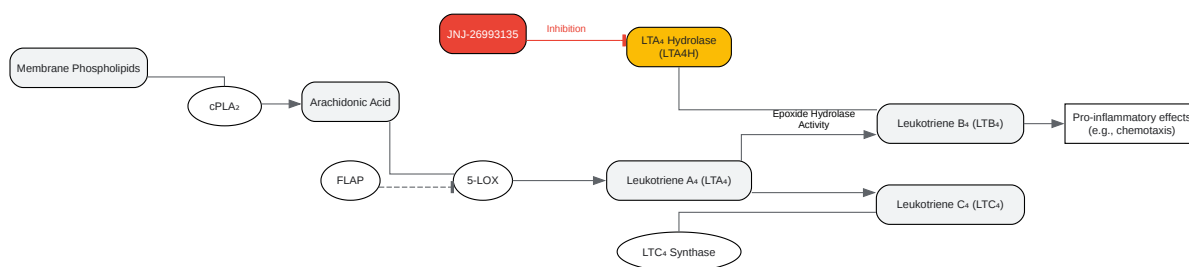 JNJ-26993135
Inhibition
LTA₄ Hydrolase
(LTA4H)
Membrane Phospholipids
cPLA₂
Arachidonic Acid
Epoxide Hydrolase
Activity
Leukotriene B₄ (LTB₄)
Pro-inflammatory effects
(e.g., chemotaxis)
FLAP
5-LOX
Leukotriene A₄ (LTA₄)
Leukotriene C₄ (LTC₄)
LTC₄ Synthase